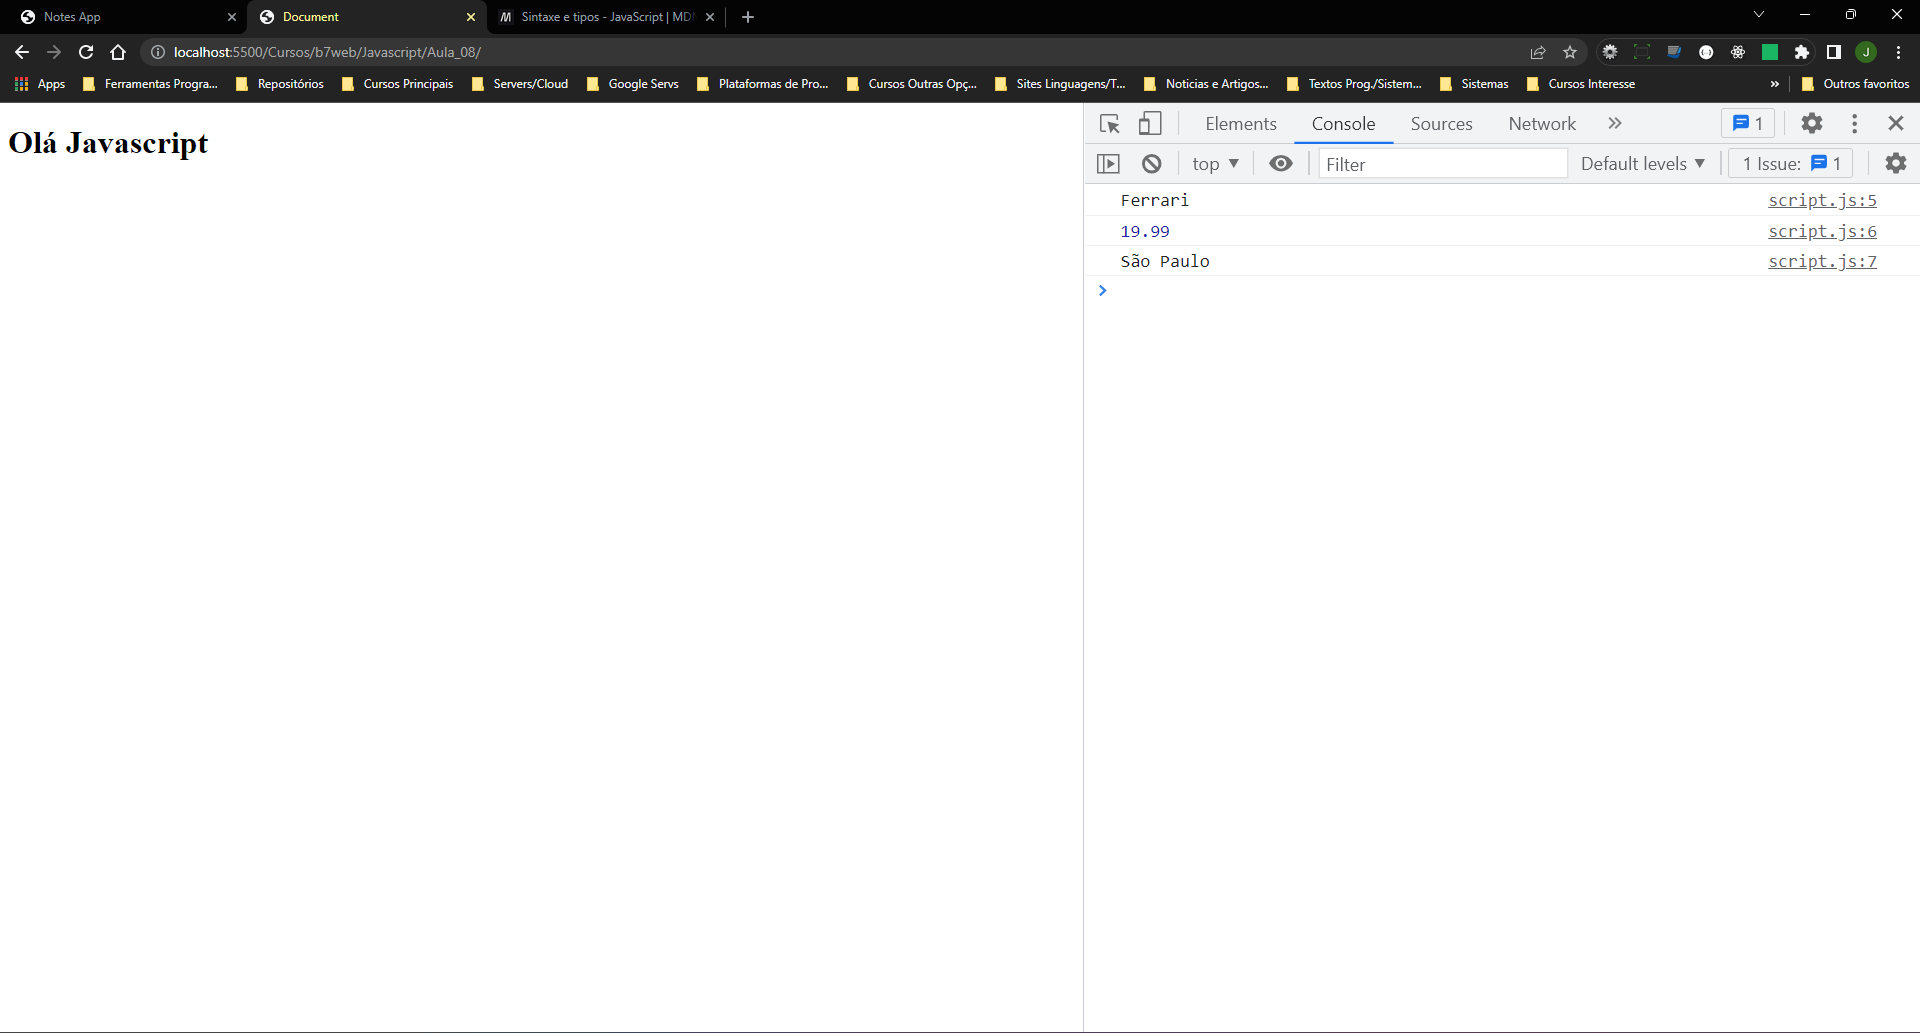 Notes App
Document
Sintaxe e tipos - JavaScript | MDN
localhost:5500/Cursos/b7web/Javascript/Aula_08/
J
Apps
Ferramentas Progra...
Repositórios
Cursos Principais
Servers/Cloud
Google Servs
Plataformas de Pro...
Cursos Outras Opç...
Sites Linguagens/T...
Noticias e Artigos...
Textos Prog./Sistem...
Sistemas
Cursos Interesse
»
Outros favoritos
Olá Javascript
Elements
Console
Sources
Network
1
top
Filter
Default levels
1 Issue:
1
Ferrari script.js:5
19.99 script.js:6
São Paulo script.js:7